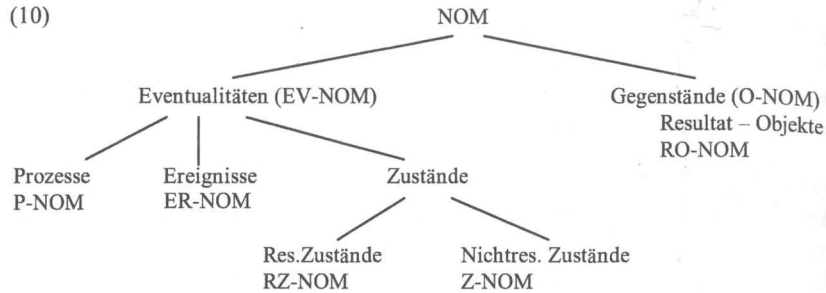 (10)
NOM
Eventualitäten (EV-NOM)
Gegenstände (O-NOM)
Resultat – Objekte
RO-NOM
Prozesse
P-NOM
Ereignisse
ER-NOM
Zustände
Res.Zustände
RZ-NOM
Nichtres. Zustände
Z-NOM